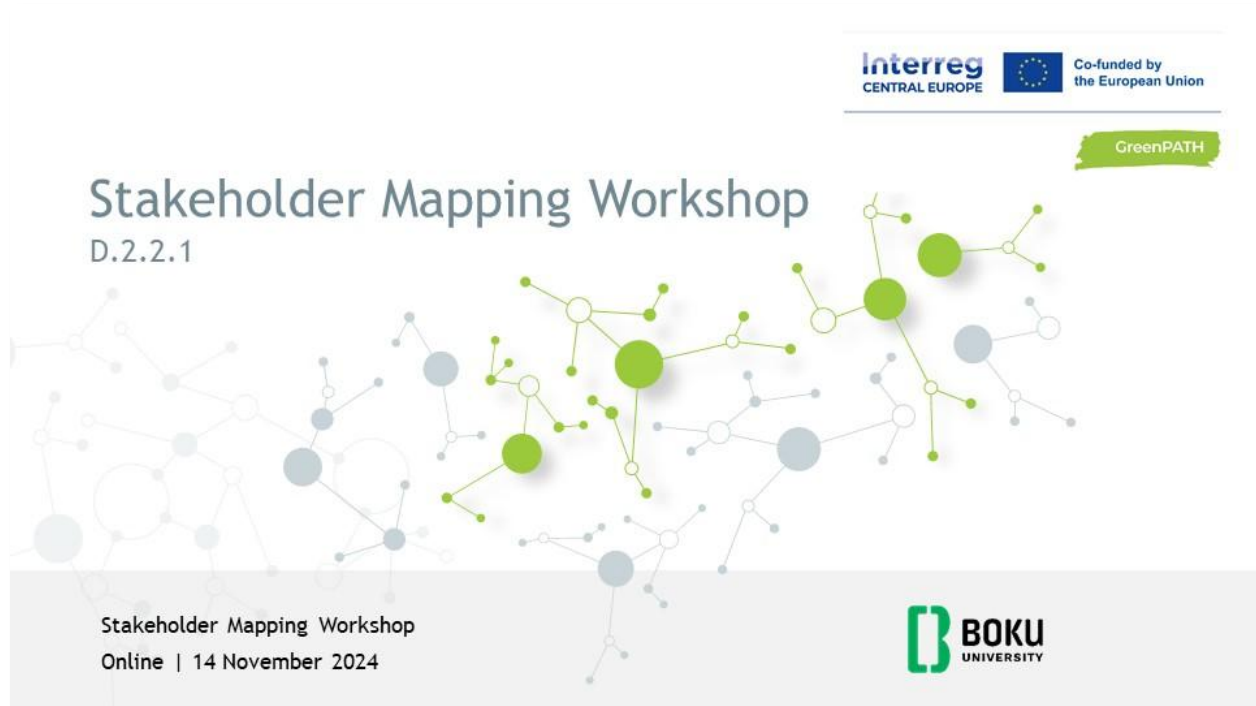 Interreg
CENTRAL EUROPE
Co-funded by
the European Union
GreenPATH
Stakeholder Mapping Workshop
D.2.2.1
Stakeholder Mapping Workshop
Online | 14 November 2024
BOKU
UNIVERSITY